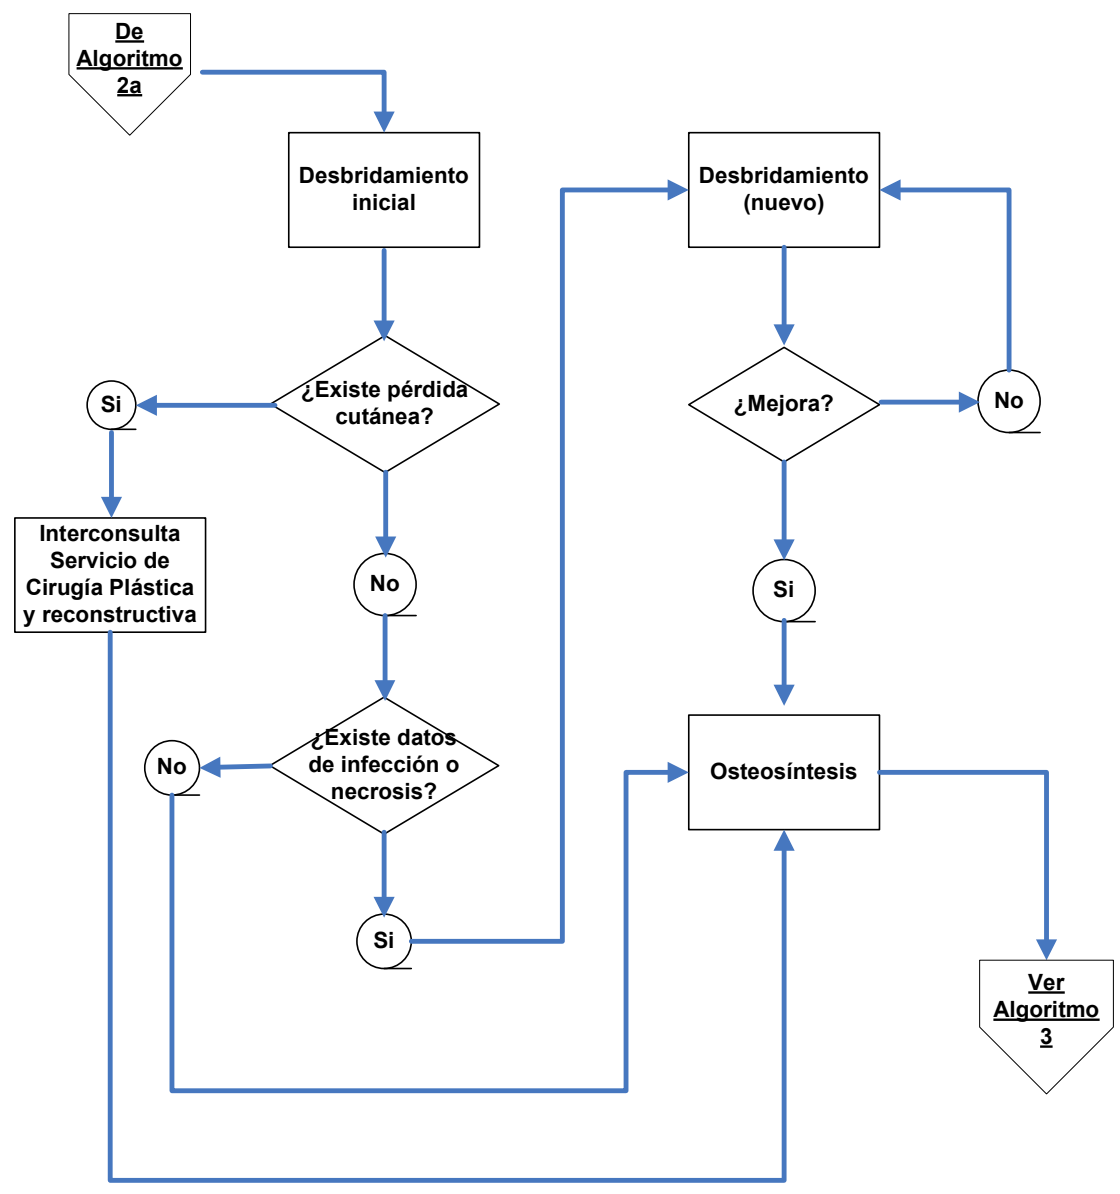 De
Algoritmo
2a
Desbridamiento
inicial
¿Existe pérdida
cutánea?
Si
Interconsulta
Servicio de
Cirugía Plástica
y reconstructiva
No
¿Existe datos
de infección o
necrosis?
No
Si
Desbridamiento
(nuevo)
¿Mejora?
No
Si
Osteosíntesis
Ver
Algoritmo
3